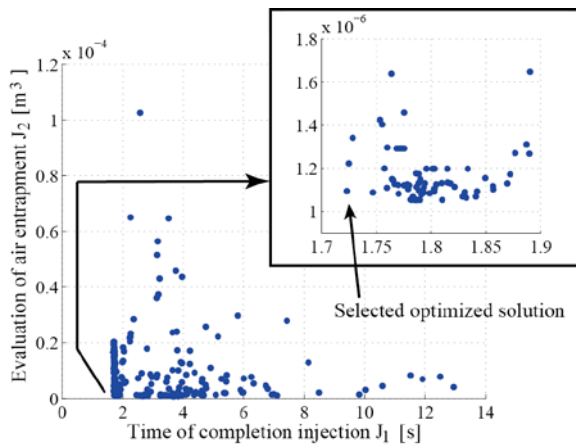 x 10⁻⁴
1.2
1
0.8
0.6
0.4
0.2
0
Evaluation of air entrapment J₂ [m³]
0 2 4 6 8 10 12 14
Time of completion injection J₁ [s]
x 10⁻⁶
1.8
1.6
1.4
1.2
1
1.7 1.75 1.8 1.85 1.9
Selected optimized solution